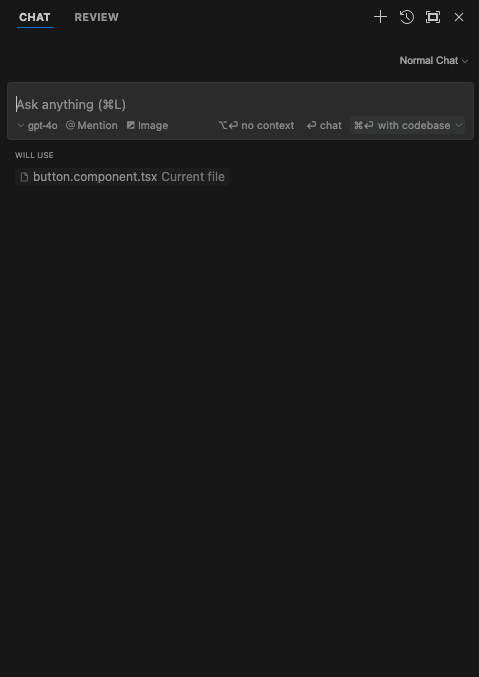 CHAT REVIEW
Normal Chat
Ask anything (⌘L)
gpt-4o @ Mention Image ⌥⏎ no context ⏎ chat ⌘⏎ with codebase
WILL USE
button.component.tsx Current file